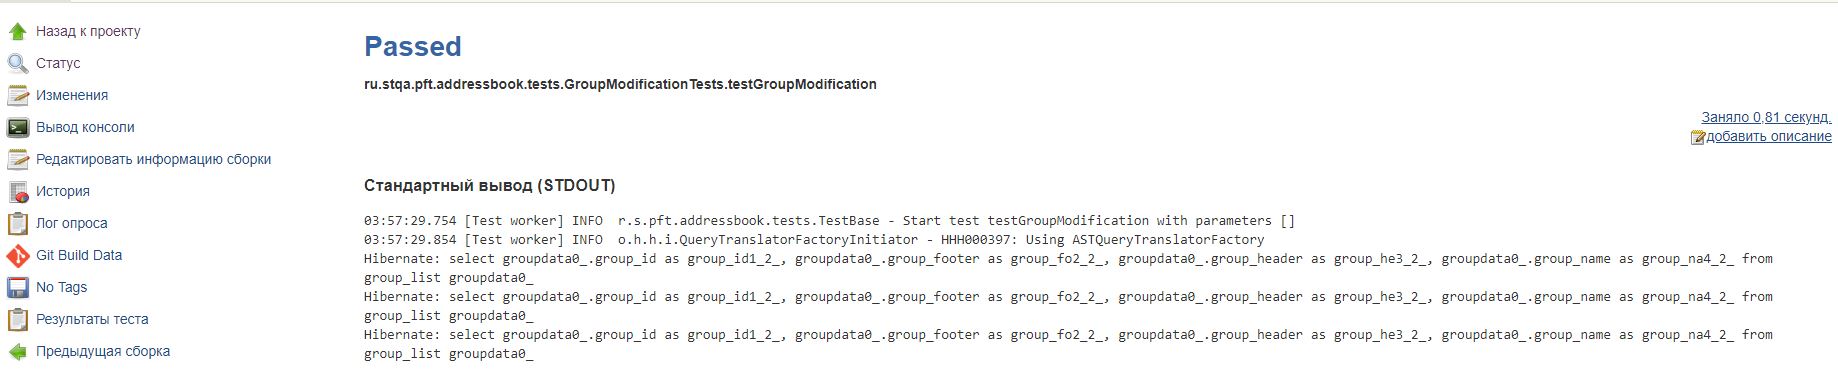 Назад к проекту
Статус
Изменения
Вывод консоли
Редактировать информацию сборки
История
Лог опроса
Git Build Data
No Tags
Результаты теста
Предыдущая сборка
Passed
ru.stqa.pft.addressbook.tests.GroupModificationTests.testGroupModification
Заняло 0,81 секунд.
добавить описание
Стандартный вывод (STDOUT)
03:57:29.754 [Test worker] INFO  r.s.pft.addressbook.tests.TestBase - Start test testGroupModification with parameters []
03:57:29.854 [Test worker] INFO  o.h.h.i.QueryTranslatorFactoryInitiator - HHH000397: Using ASTQueryTranslatorFactory
Hibernate: select groupdata0_.group_id as group_id1_2_, groupdata0_.group_footer as group_fo2_2_, groupdata0_.group_header as group_he3_2_, groupdata0_.group_name as group_na4_2_ from
group_list groupdata0_
Hibernate: select groupdata0_.group_id as group_id1_2_, groupdata0_.group_footer as group_fo2_2_, groupdata0_.group_header as group_he3_2_, groupdata0_.group_name as group_na4_2_ from
group_list groupdata0_
Hibernate: select groupdata0_.group_id as group_id1_2_, groupdata0_.group_footer as group_fo2_2_, groupdata0_.group_header as group_he3_2_, groupdata0_.group_name as group_na4_2_ from
group_list groupdata0_